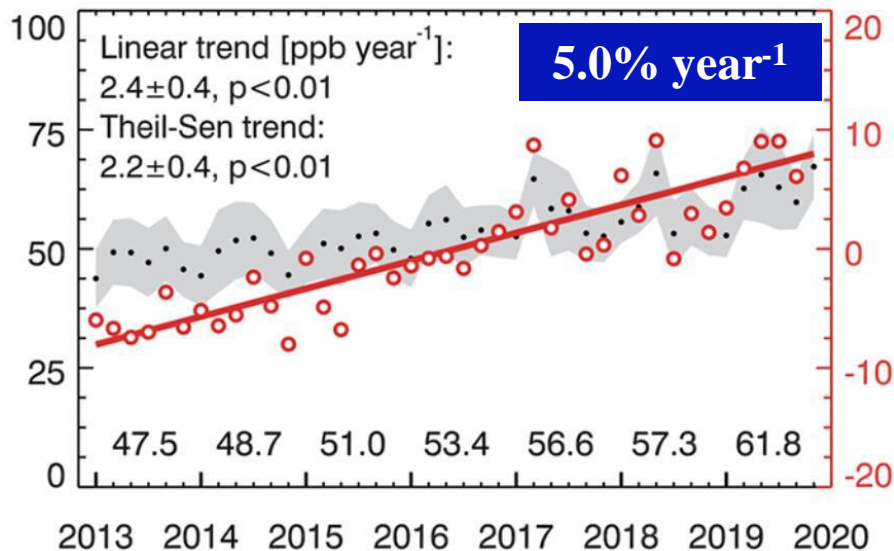 100
75
50
25
0
Linear trend [ppb year-1]:
2.4±0.4, p<0.01
Theil-Sen trend:
2.2±0.4, p<0.01
5.0% year-1
20
10
0
-10
-20
47.5 48.7 51.0 53.4 56.6 57.3 61.8
2013 2014 2015 2016 2017 2018 2019 2020